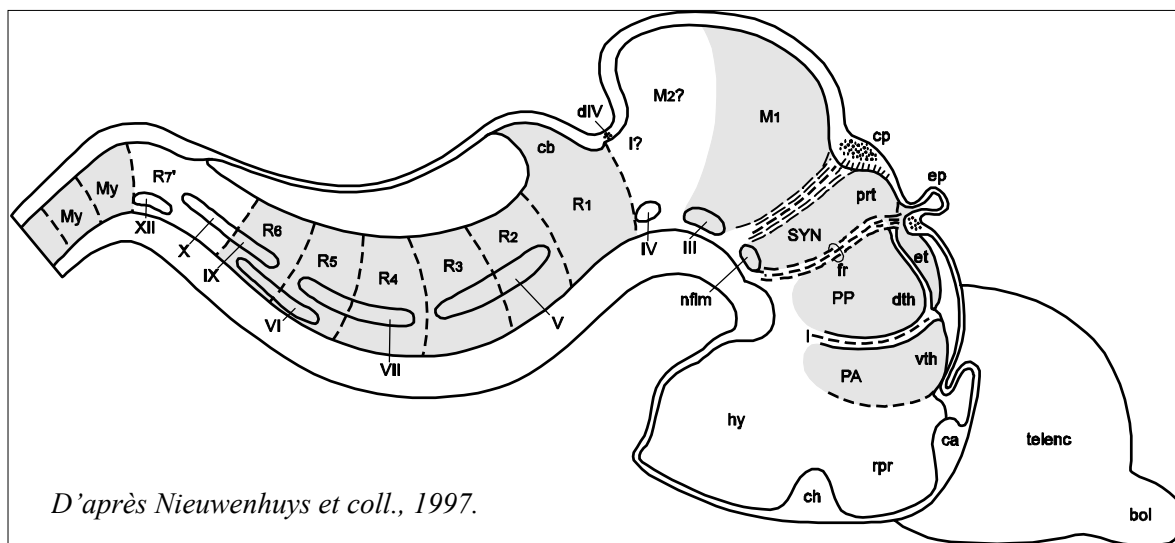 dIV
M2?
M1
cp
I?
cb
ep
prt
R7'
My
My
R1
R2
R6
XII
X
IX
R5
R4
R3
IV
III
SYN
fr
et
nflm
PP
dth
VI
V
VII
l
PA
vth
hy
ca
telenc
rpr
ch
bol
D'après Nieuwenhuys et coll., 1997.